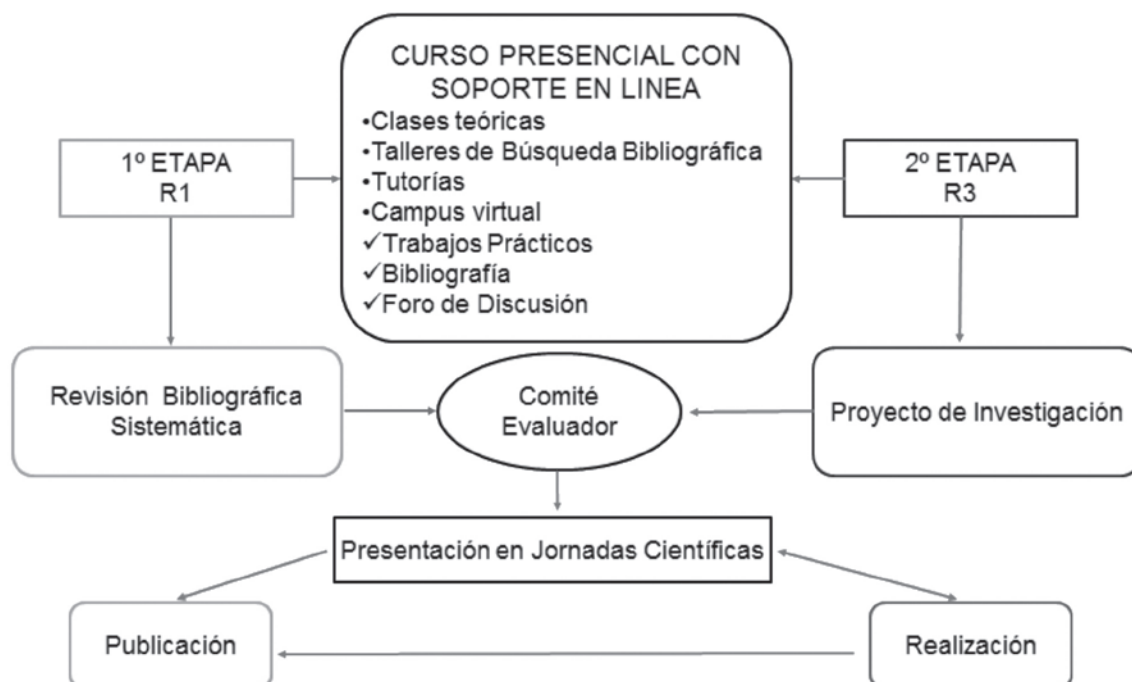 CURSO PRESENCIAL CON
SOPORTE EN LINEA
•Clases teóricas
•Talleres de Búsqueda Bibliográfica
•Tutorías
•Campus virtual
✓Trabajos Prácticos
✓Bibliografía
✓Foro de Discusión
1º ETAPA
R1
2º ETAPA
R3
Revisión Bibliográfica
Sistemática
Comité
Evaluador
Proyecto de Investigación
Presentación en Jornadas Científicas
Publicación
Realización